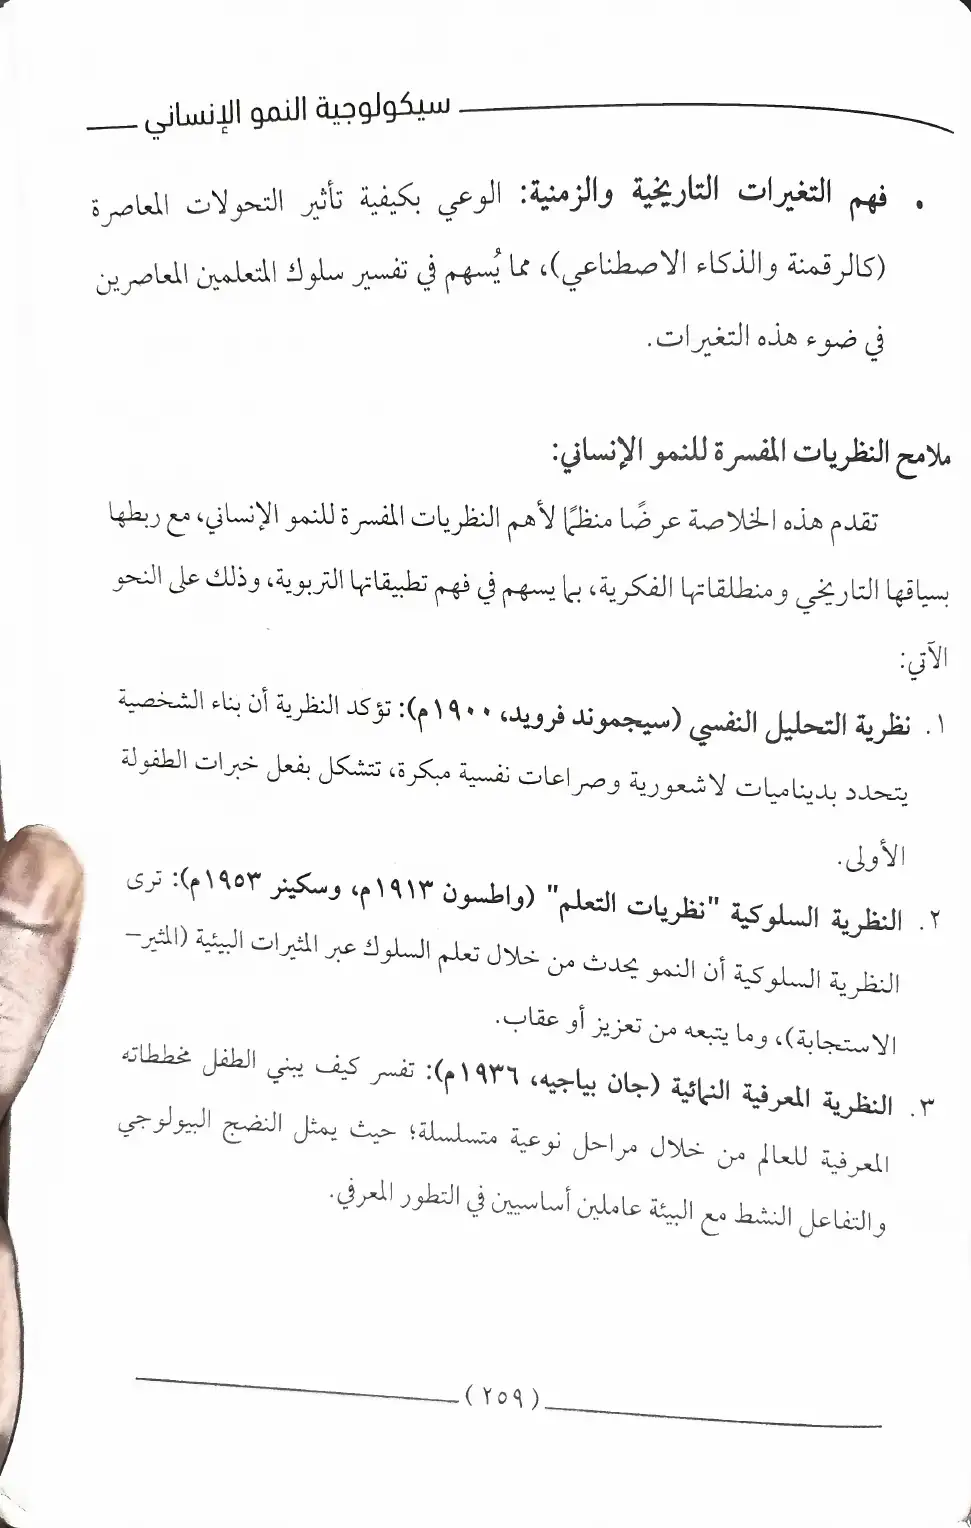 سيكولوجية النمو الإنساني
• فهم التغيرات التاريخية والزمنية: الوعي بكيفية تأثير التحولات المعاصرة
(كالرقمنة والذكاء الاصطناعي)، مما يُسهم في تفسير سلوك المتعلمين المعاصرين
في ضوء هذه التغيرات.
ملامح النظريات المفسرة للنمو الإنساني:
تقدم هذه الخلاصة عرضًا منظمًا لأهم النظريات المفسرة للنمو الإنساني، مع ربطها
بسياقها التاريخي ومنطلقاتها الفكرية، بما يسهم في فهم تطبيقاتها التربوية، وذلك على النحو
الآتي:
١. نظرية التحليل النفسي (سيجموند فرويد، ١٩٠٠م): تؤكد النظرية أن بناء الشخصية
يتحدد بديناميات لاشعورية وصراعات نفسية مبكرة، تتشكل بفعل خبرات الطفولة
الأولى.
٢. النظرية السلوكية "نظريات التعلم" (واطسون ١٩١٣م، وسكينر ١٩٥٣م): ترى
النظرية السلوكية أن النمو يحدث من خلال تعلم السلوك عبر المثيرات البيئية (المثير–
الاستجابة)، وما يتبعه من تعزيز أو عقاب.
٣. النظرية المعرفية النمائية (جان بياجيه، ١٩٣٦م): تفسر كيف يبني الطفل مخططاته
المعرفية للعالم من خلال مراحل نوعية متسلسلة؛ حيث يمثل النضج البيولوجي
والتفاعل النشط مع البيئة عاملين أساسيين في التطور المعرفي.
(٢٥٩)